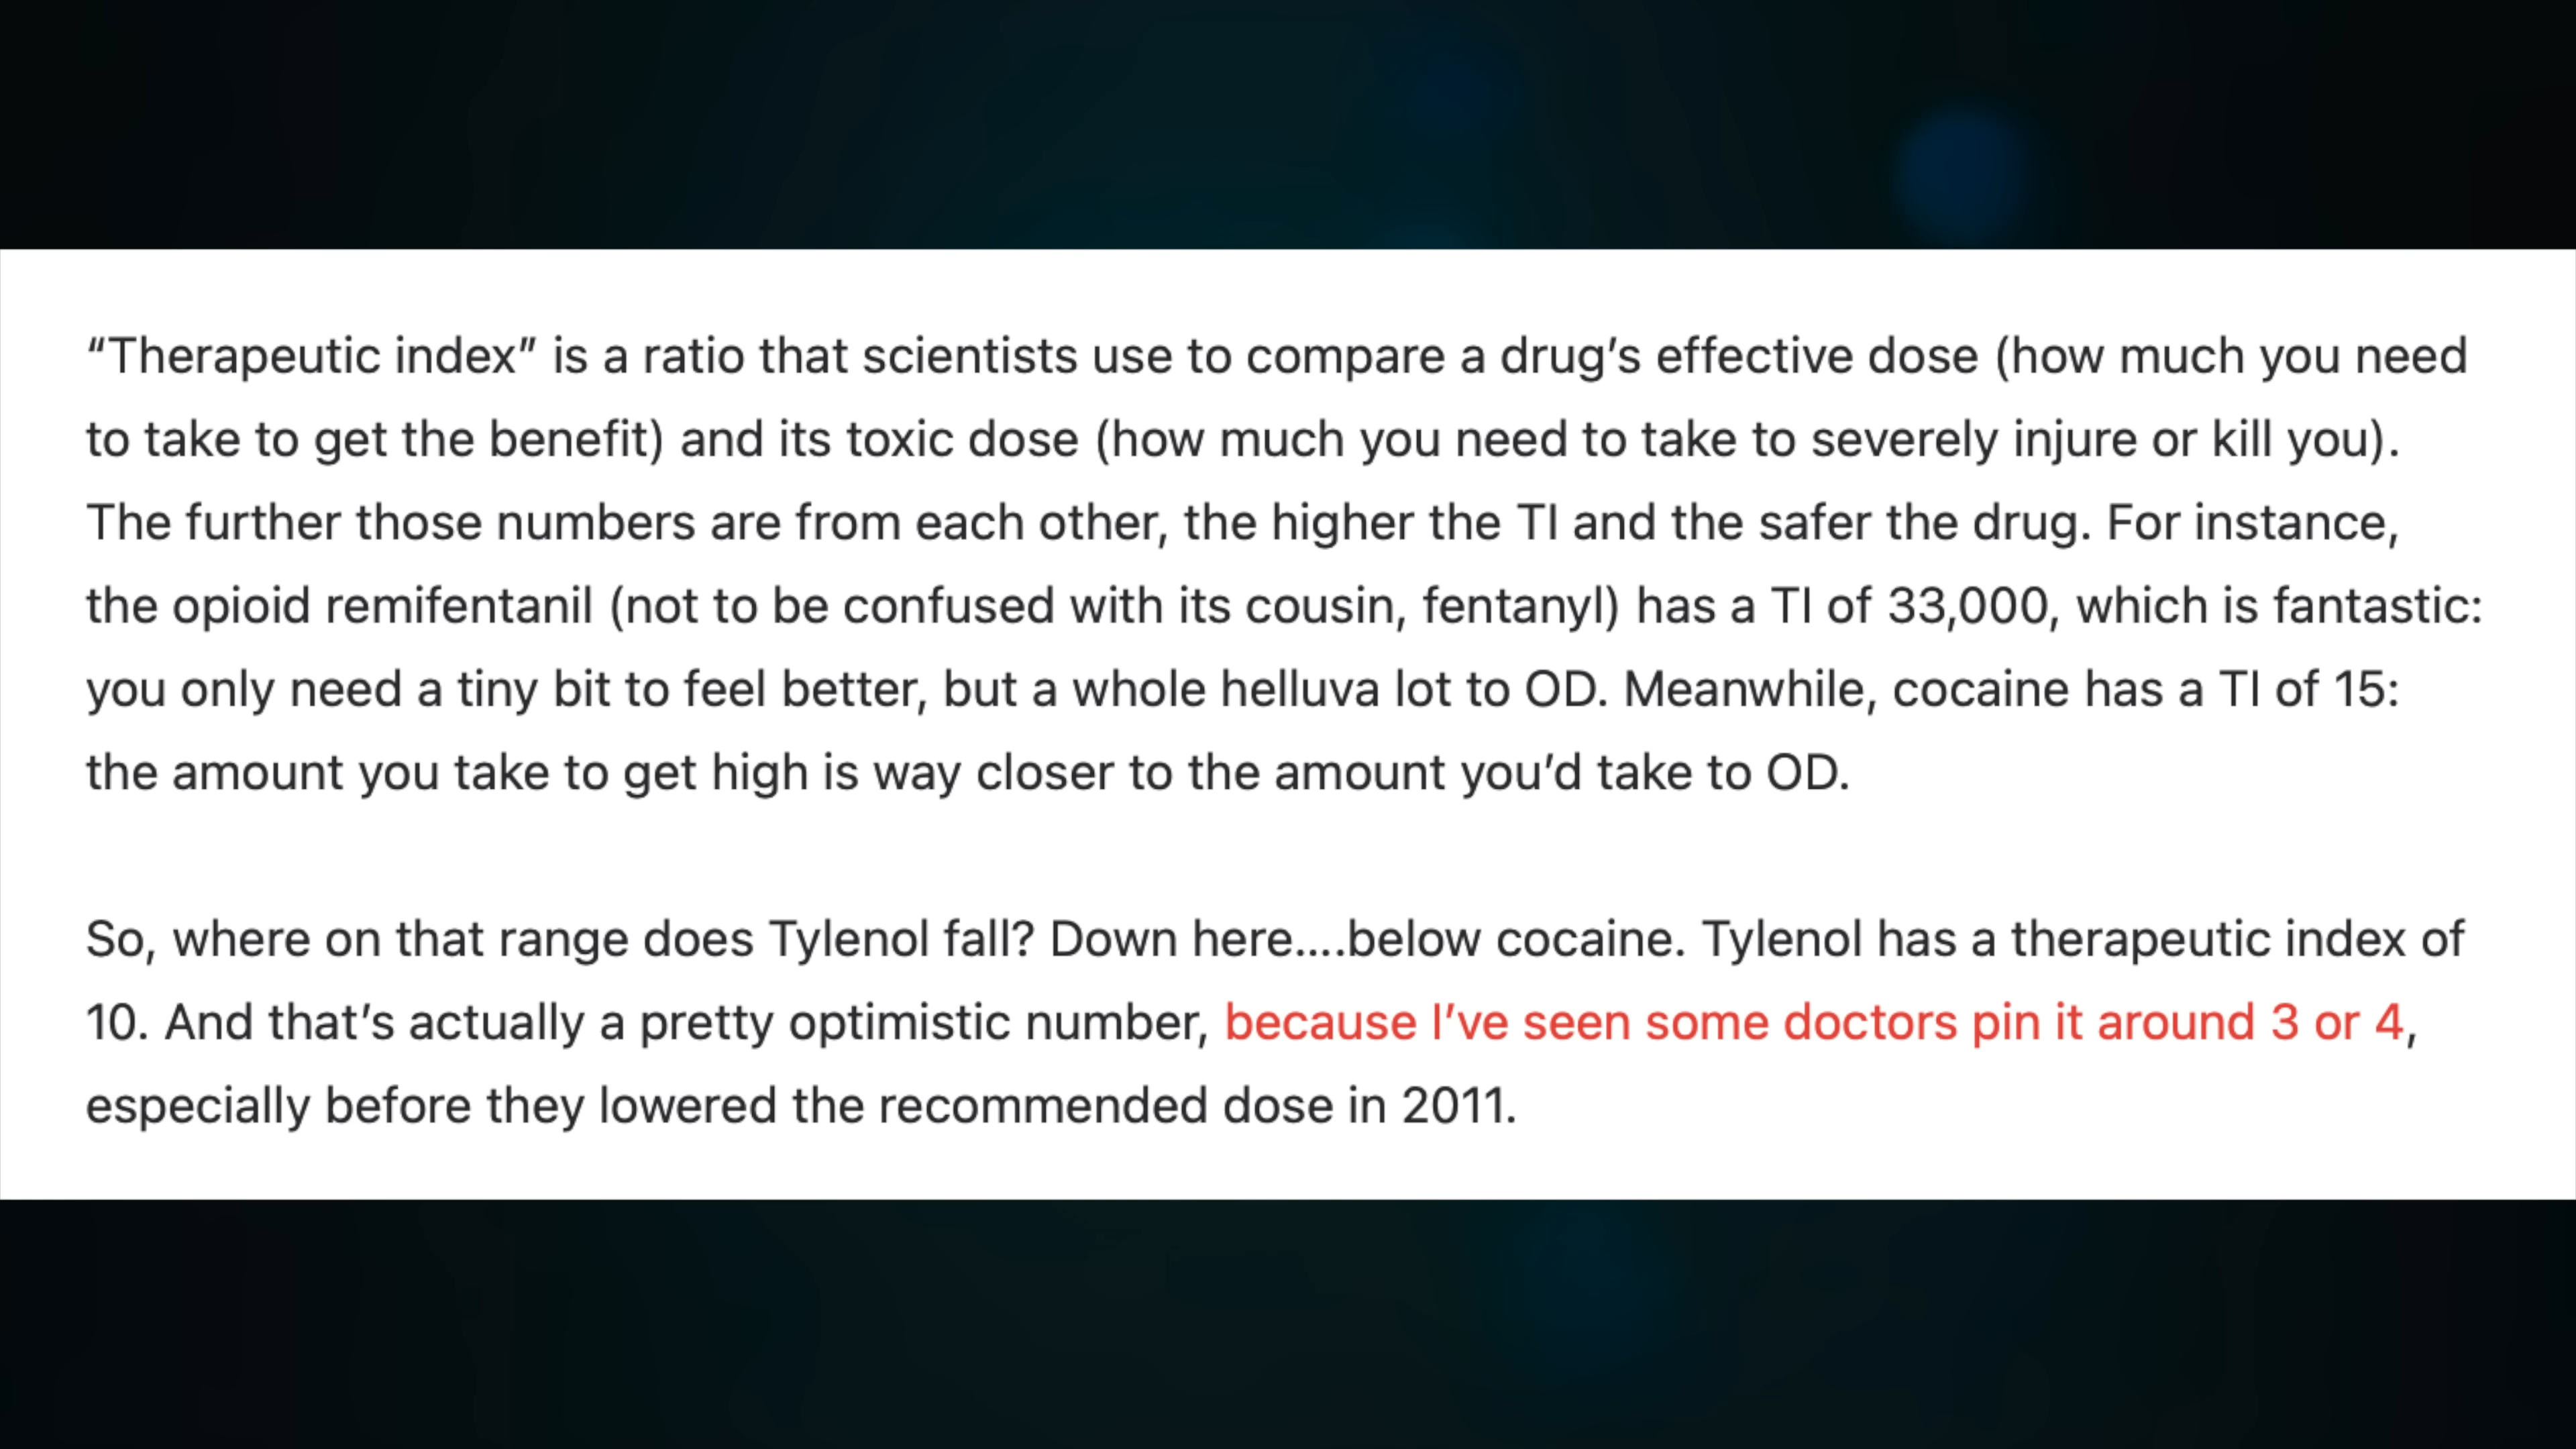 “Therapeutic index” is a ratio that scientists use to compare a drug’s effective dose (how much you need
to take to get the benefit) and its toxic dose (how much you need to take to severely injure or kill you).
The further those numbers are from each other, the higher the TI and the safer the drug. For instance,
the opioid remifentanil (not to be confused with its cousin, fentanyl) has a TI of 33,000, which is fantastic:
you only need a tiny bit to feel better, but a whole helluva lot to OD. Meanwhile, cocaine has a TI of 15:
the amount you take to get high is way closer to the amount you’d take to OD.
So, where on that range does Tylenol fall? Down here....below cocaine. Tylenol has a therapeutic index of
10. And that’s actually a pretty optimistic number, because I’ve seen some doctors pin it around 3 or 4,
especially before they lowered the recommended dose in 2011.